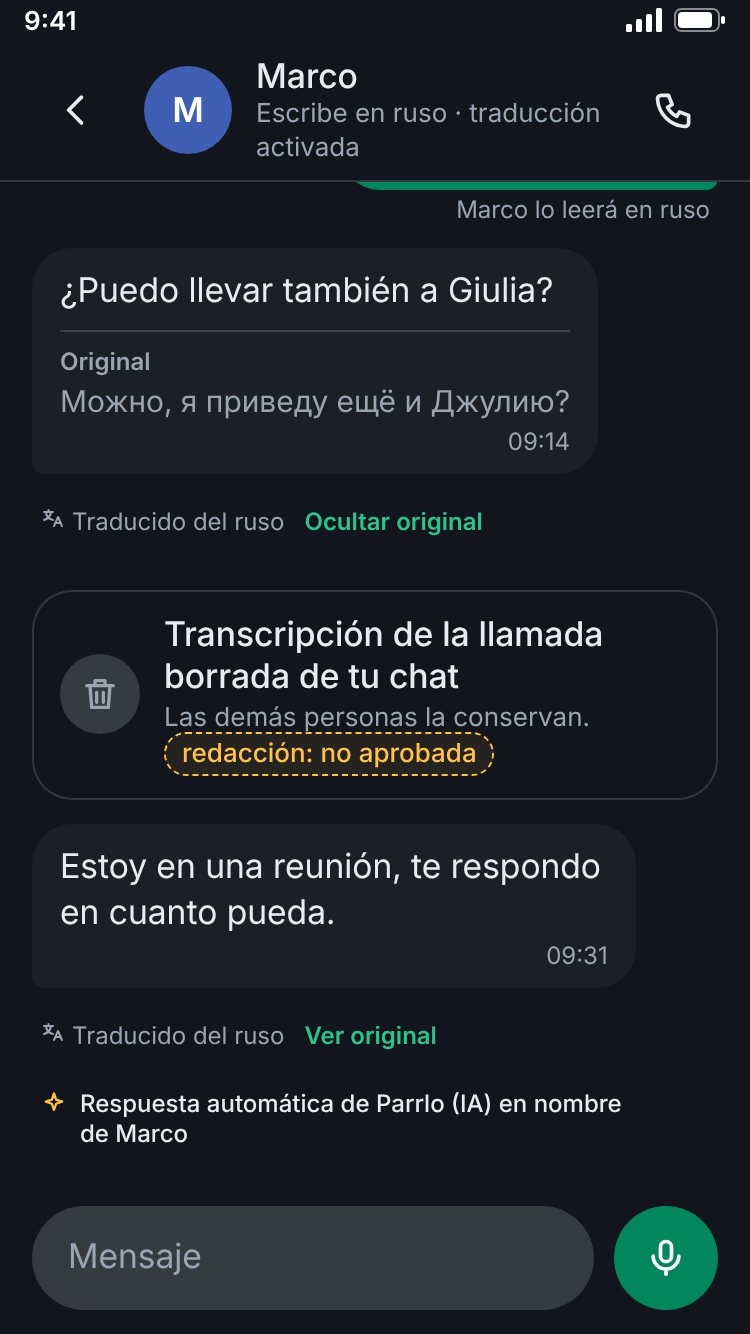 9:41
M
Marco
Escribe en ruso · traducción
activada
Marco lo leerá en ruso
¿Puedo llevar también a Giulia?
Original
Можно, я приведу ещё и Джулию?
09:14
Traducido del ruso Ocultar original
Transcripción de la llamada
borrada de tu chat
Las demás personas la conservan.
redacción: no aprobada
Estoy en una reunión, te respondo
en cuanto pueda.
09:31
Traducido del ruso Ver original
Respuesta automática de Parrlo (IA) en nombre
de Marco
Mensaje